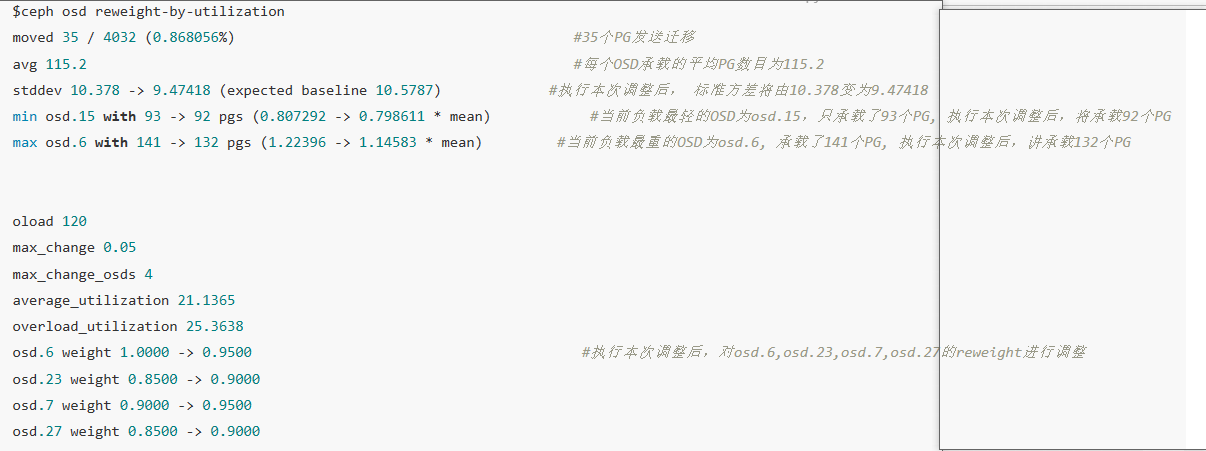 $ceph osd reweight-by-utilization
moved 35 / 4032 (0.868056%) #35个PG发送迁移
avg 115.2 #每个OSD承载的平均PG数目为115.2
stddev 10.378 -> 9.47418 (expected baseline 10.5787) #执行本次调整后， 标准方差将由10.378变为9.47418
min osd.15 with 93 -> 92 pgs (0.807292 -> 0.798611 * mean) #当前负载最轻的OSD为osd.15，只承载了93个PG, 执行本次调整后，将承载92个PG
max osd.6 with 141 -> 132 pgs (1.22396 -> 1.14583 * mean) #当前负载最重的OSD为osd.6, 承载了141个PG, 执行本次调整后，讲承载132个PG
oload 120
max_change 0.05
max_change_osds 4
average_utilization 21.1365
overload_utilization 25.3638
osd.6 weight 1.0000 -> 0.9500 #执行本次调整后，对osd.6,osd.23,osd.7,osd.27的reweight进行调整
osd.23 weight 0.8500 -> 0.9000
osd.7 weight 0.9000 -> 0.9500
osd.27 weight 0.8500 -> 0.9000